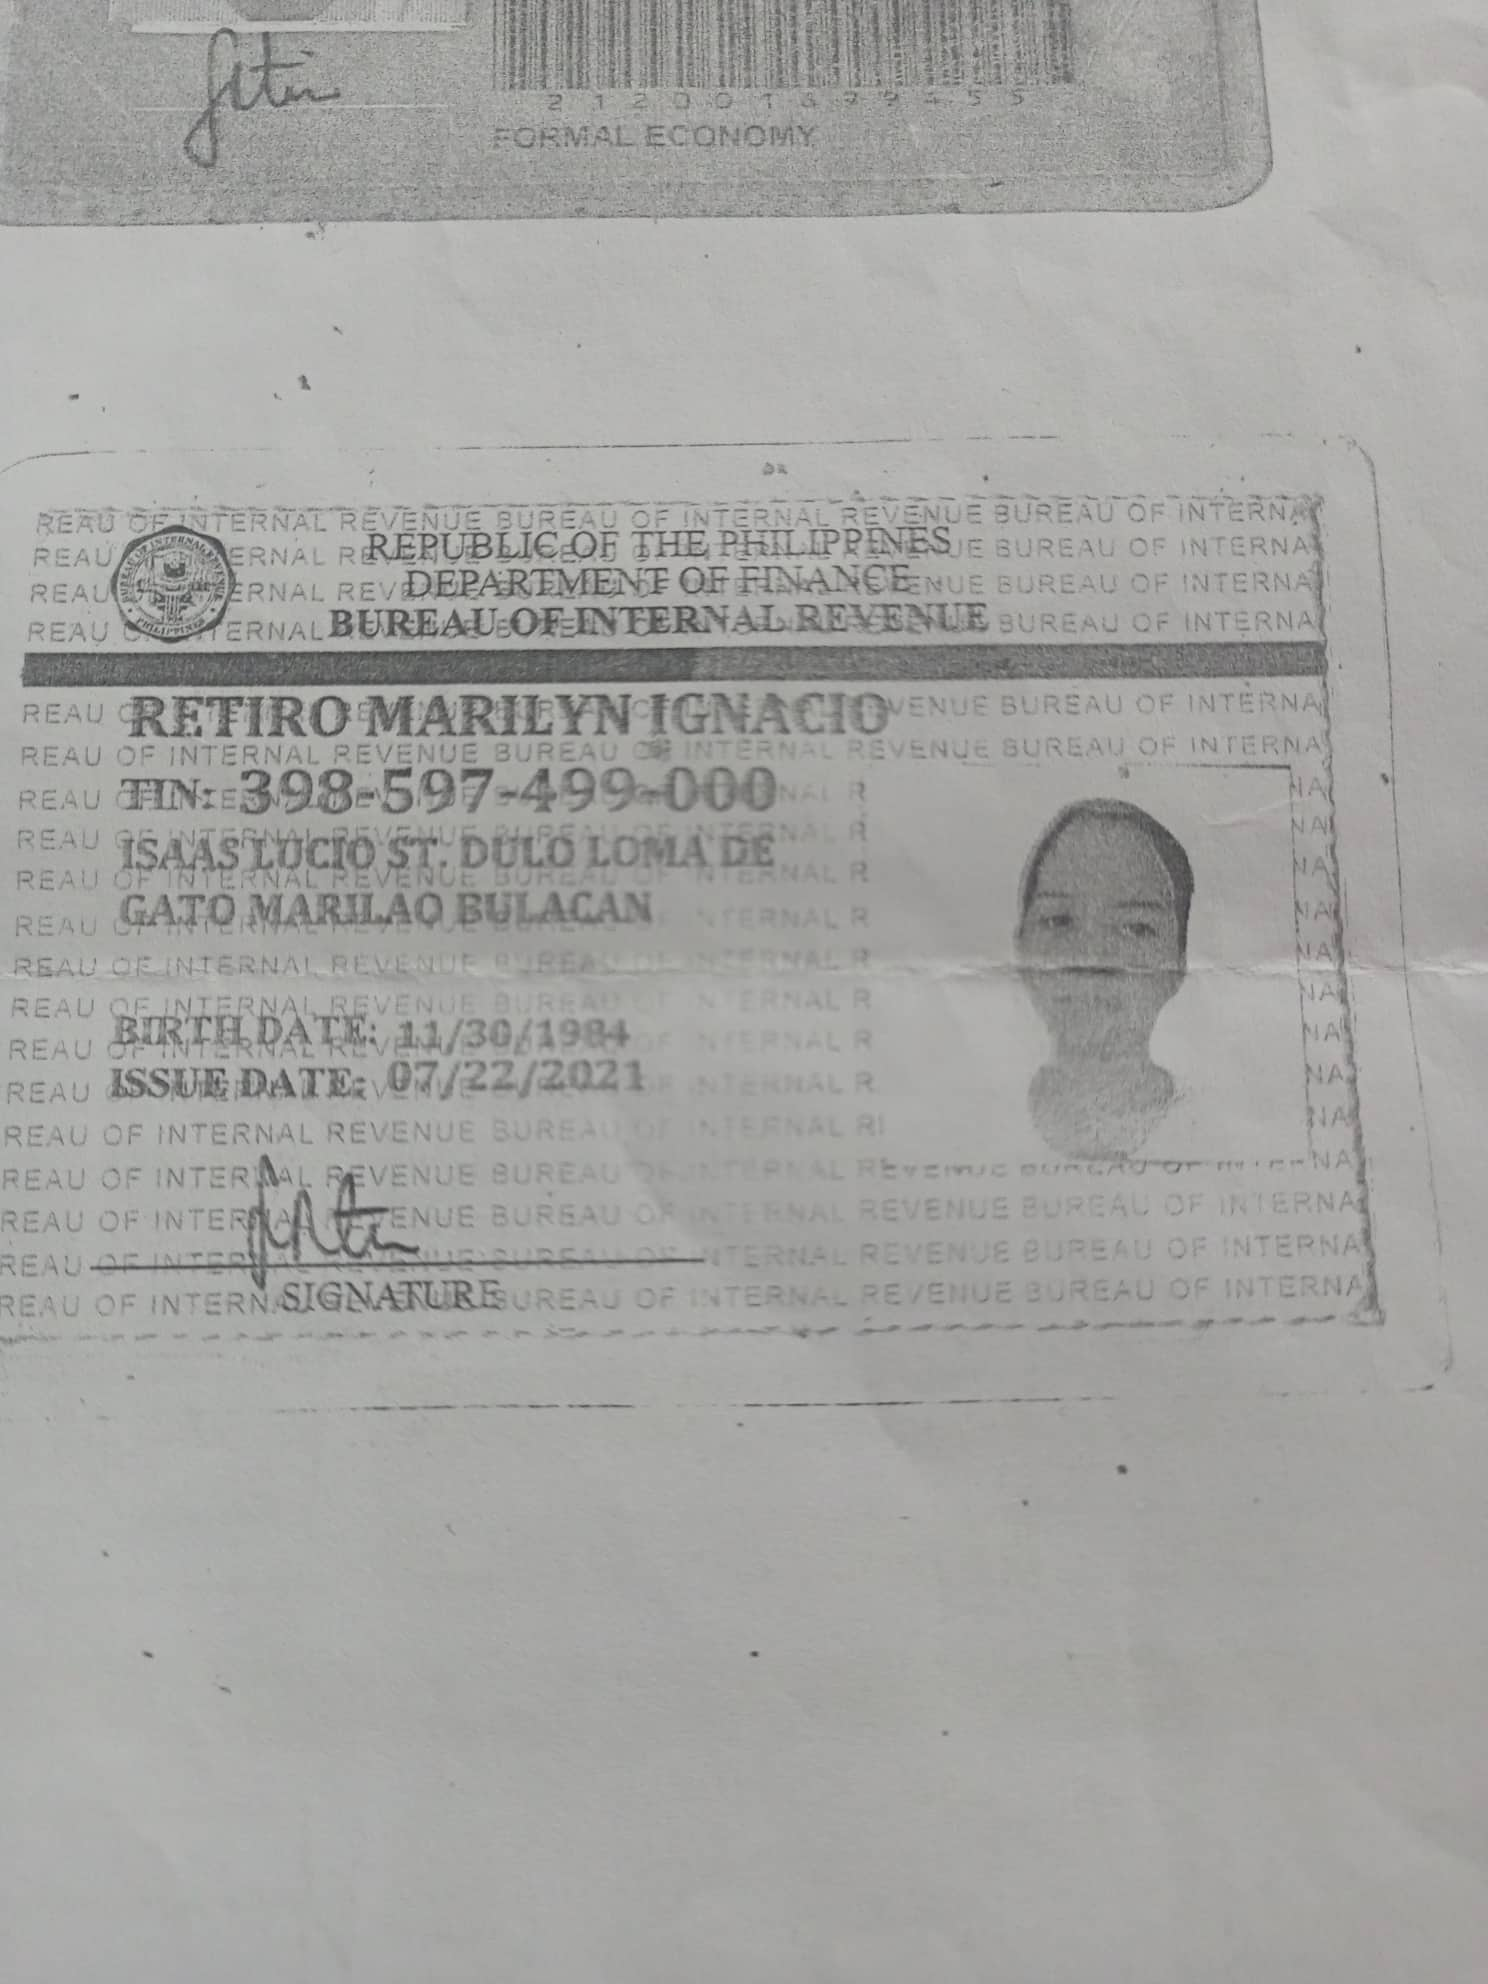 212001499455
FORMAL ECONOMY
REPUBLIC OF THE PHILIPPINES
DEPARTMENT OF FINANCE
BUREAU OF INTERNAL REVENUE
RETIRO MARILYN IGNACIO
TIN: 398-597-499-000
ISAAS LUCIO ST. DULO LOMA DE
GATO MARILAO BULACAN
BIRTH DATE: 11/30/1984
ISSUE DATE: 07/22/2021
SIGNATURE